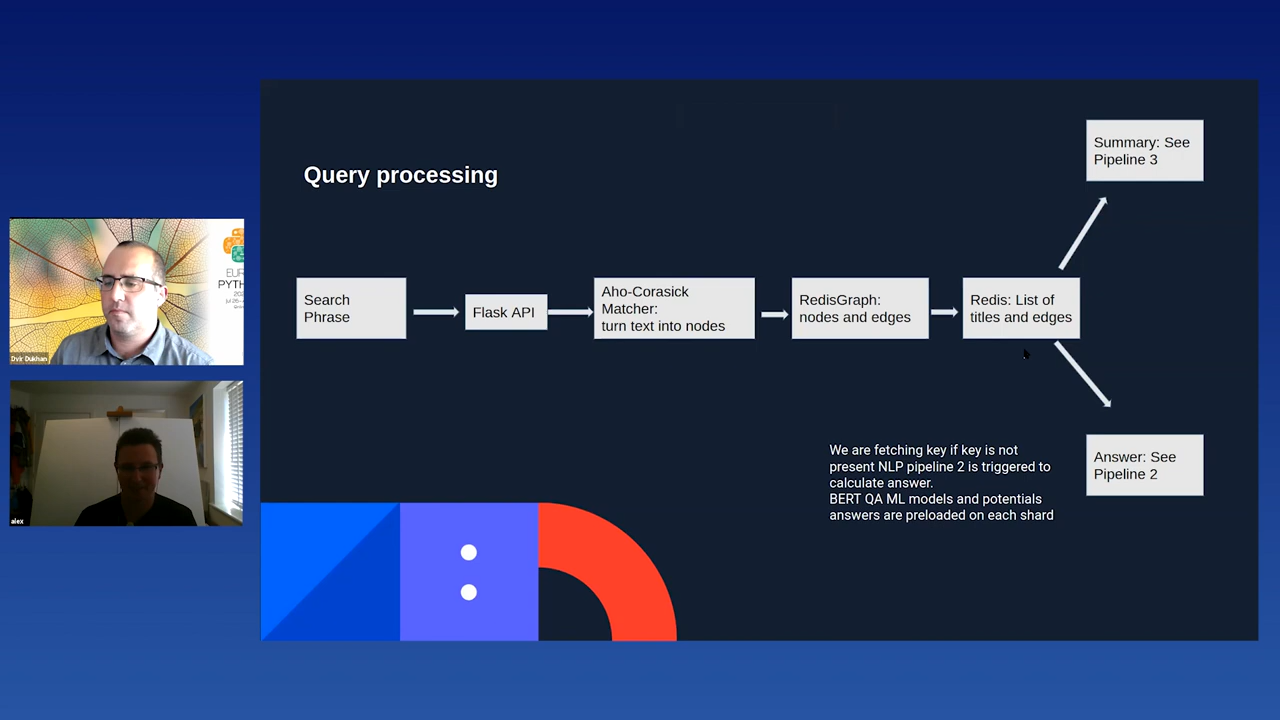 Query processing
Summary: See
Pipeline 3
Search
Phrase
Flask API
Aho-Corasick
Matcher:
turn text into nodes
RedisGraph:
nodes and edges
Redis: List of
titles and edges
We are fetching key if key is not
present NLP pipeline 2 is triggered to
calculate answer.
BERT QA ML models and potentials
answers are preloaded on each shard
Answer: See
Pipeline 2
Dvir Dukhan
alex